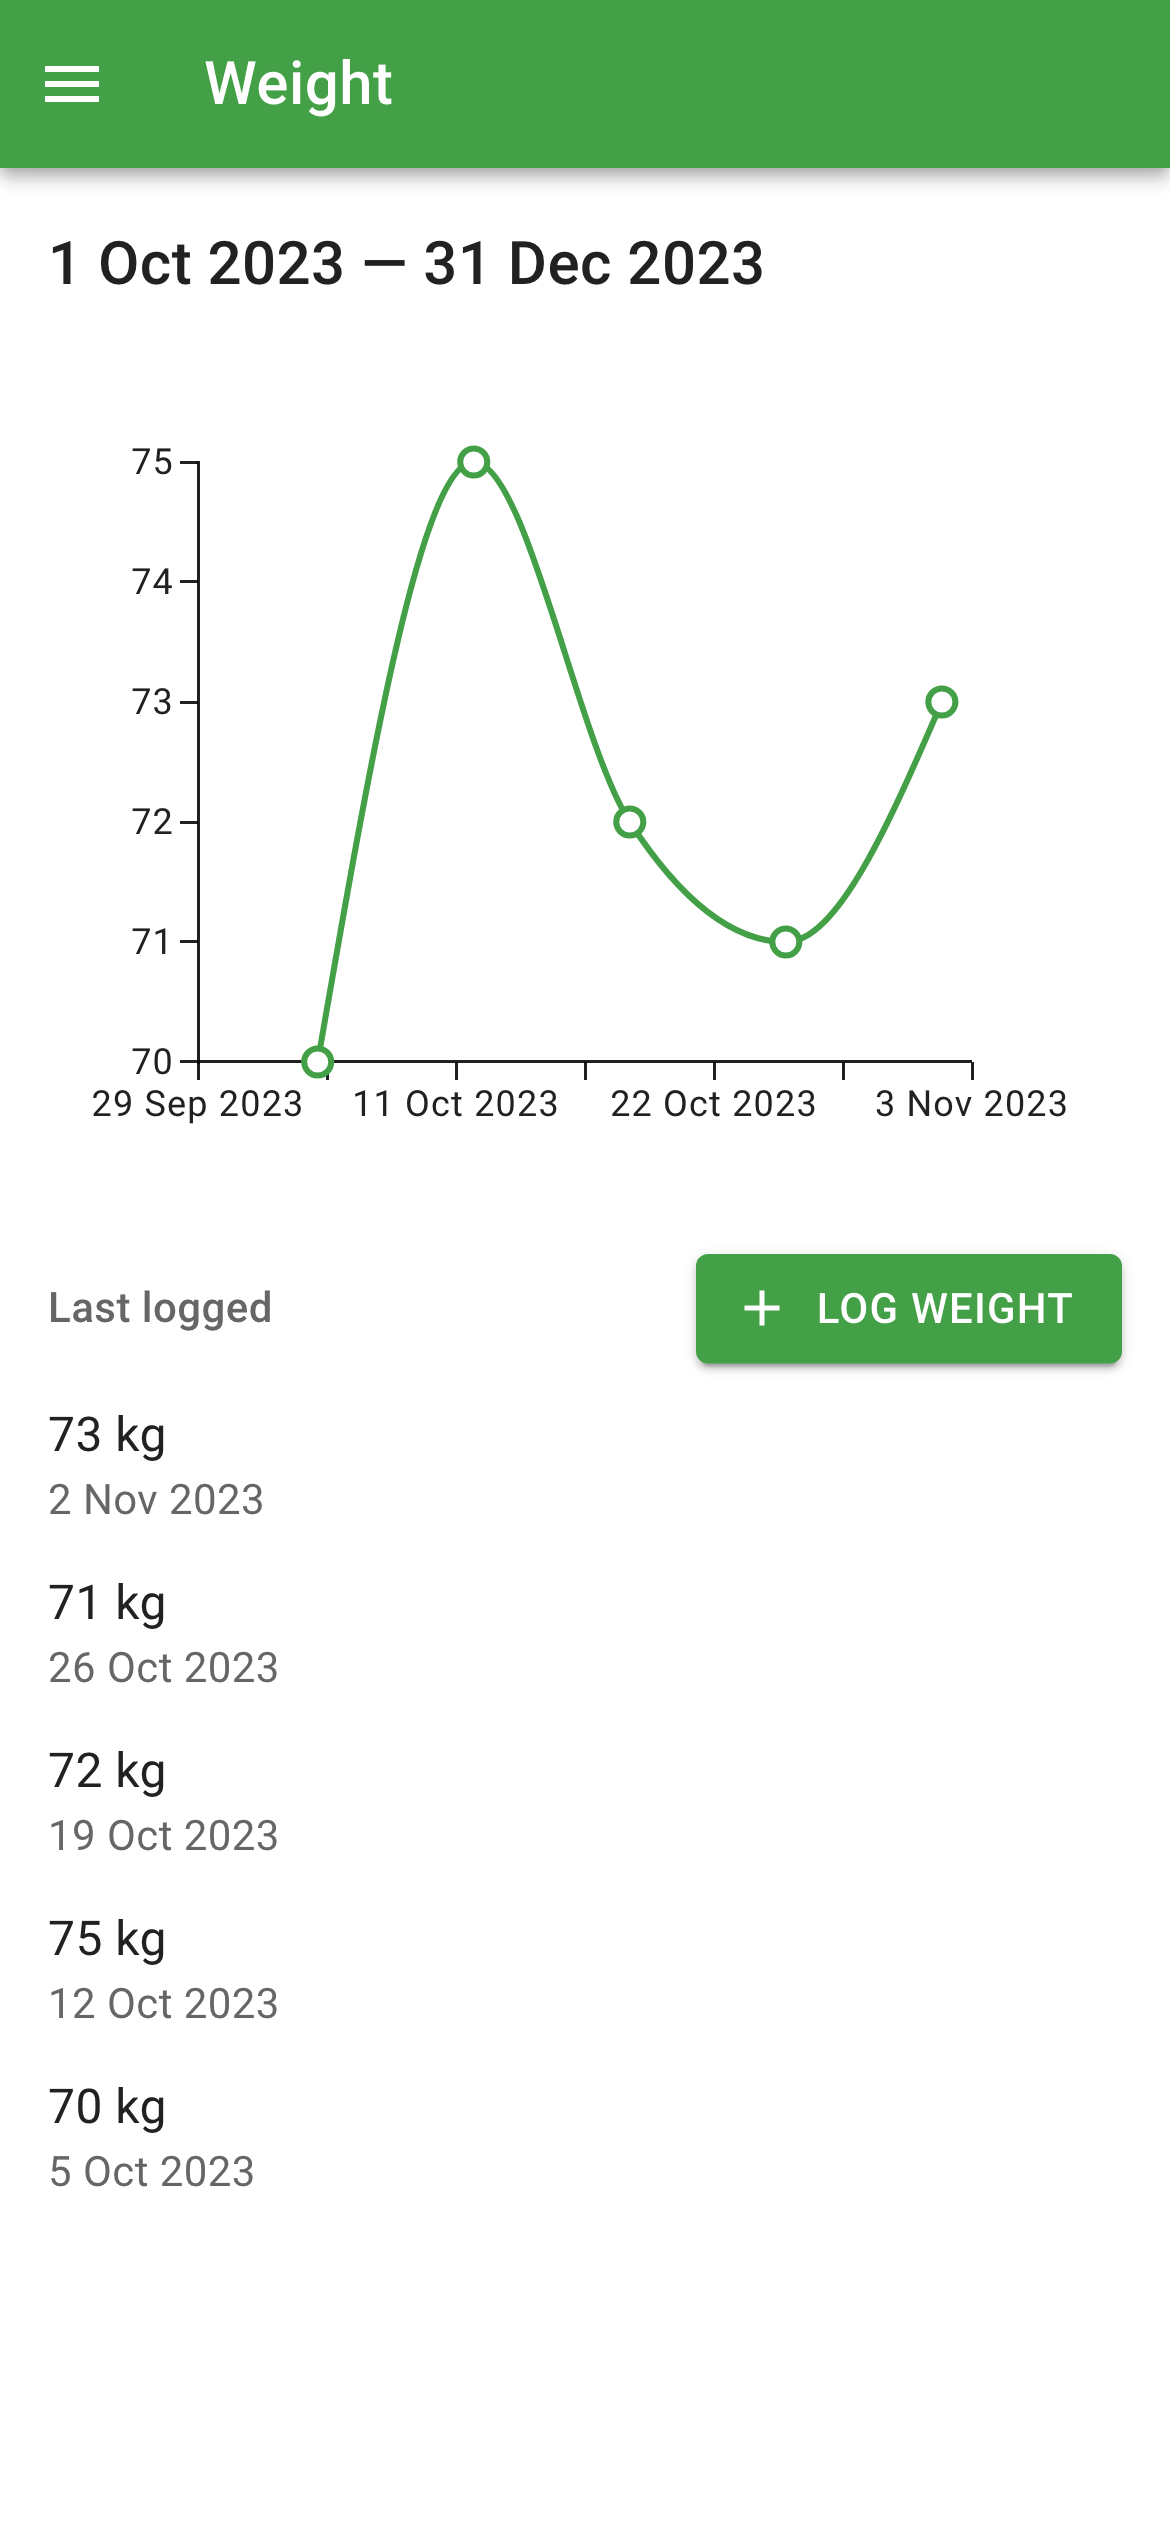 Weight
1 Oct 2023 — 31 Dec 2023
75
74
73
72
71
70
29 Sep 2023 11 Oct 2023 22 Oct 2023 3 Nov 2023
Last logged
+ LOG WEIGHT
73 kg
2 Nov 2023
71 kg
26 Oct 2023
72 kg
19 Oct 2023
75 kg
12 Oct 2023
70 kg
5 Oct 2023